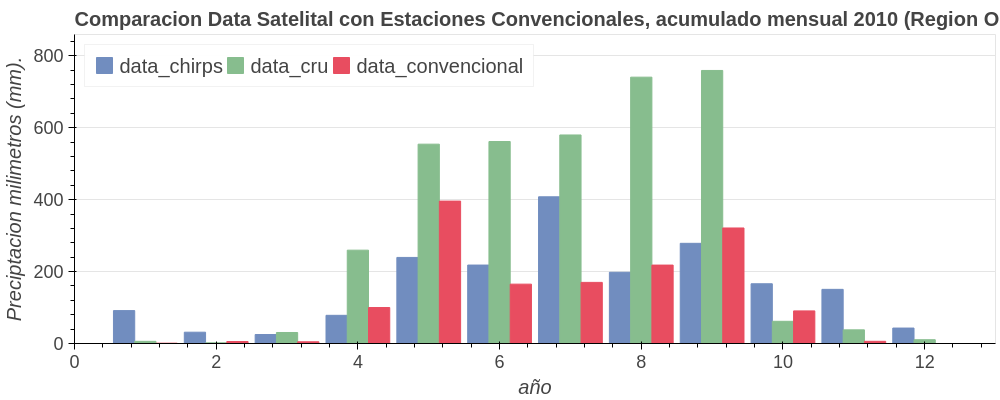 Comparacion Data Satelital con Estaciones Convencionales, acumulado mensual 2010 (Region O
data_chirps data_cru data_convencional
Preciptacion milimetros (mm).
800
600
400
200
0
0 2 4 6 8 10 12
año